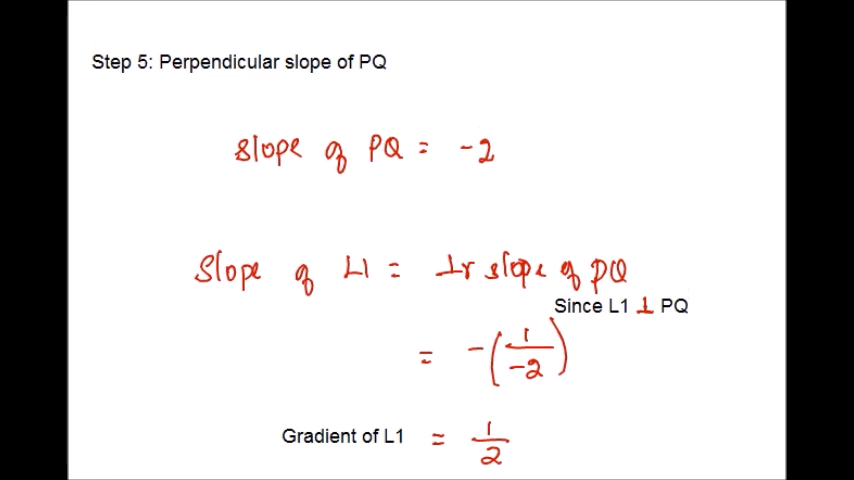 Step 5: Perpendicular slope of PQ
Slope of PQ = -2
Slope of L1 = ⊥r slope of PQ
Since L1 ⊥ PQ
= -(1/-2)
Gradient of L1 = 1/2